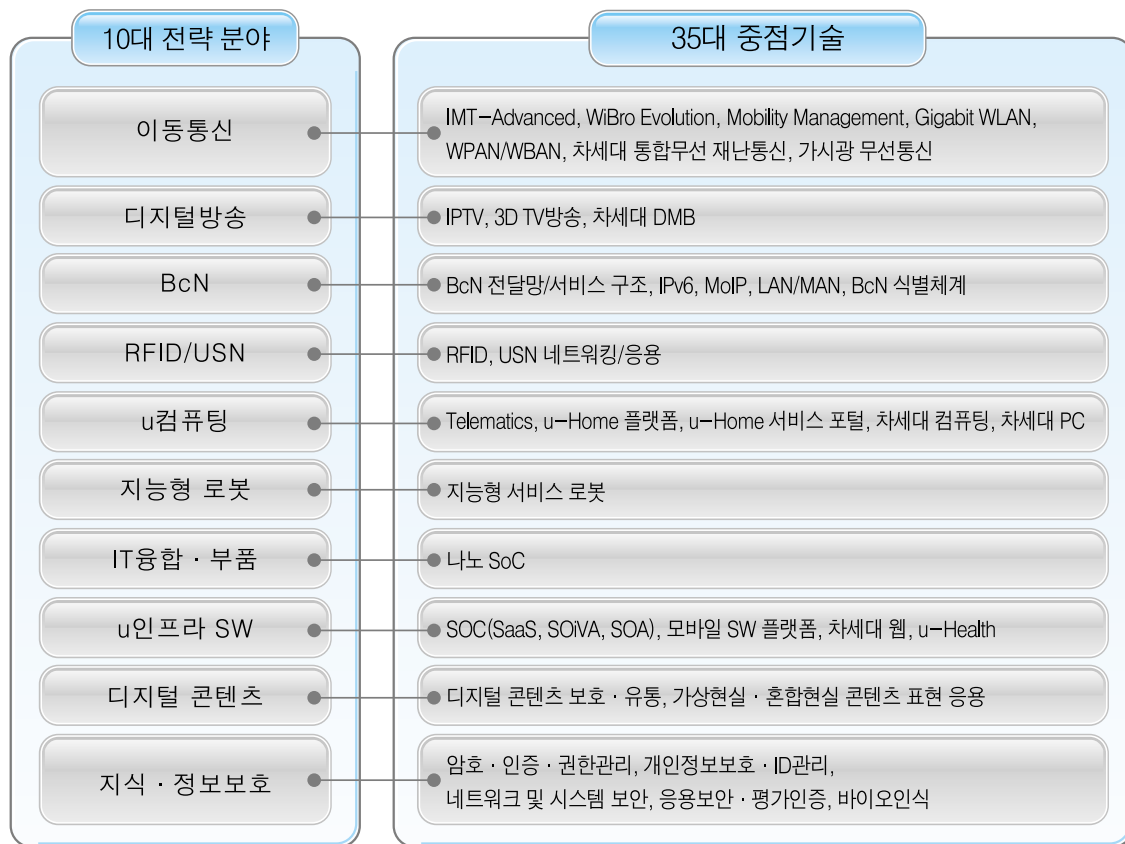 10대 전략 분야
35대 중점기술
이동통신
IMT-Advanced, WiBro Evolution, Mobility Management, Gigabit WLAN,
WPAN/WBAN, 차세대 통합무선 재난통신, 가시광 무선통신
디지털방송
IPTV, 3D TV방송, 차세대 DMB
BcN
BcN 전달망/서비스 구조, IPv6, MoIP, LAN/MAN, BcN 식별체계
RFID/USN
RFID, USN 네트워킹/응용
u컴퓨팅
Telematics, u-Home 플랫폼, u-Home 서비스 포털, 차세대 컴퓨팅, 차세대 PC
지능형 로봇
지능형 서비스 로봇
IT융합 · 부품
나노 SoC
u인프라 SW
SOC(SaaS, SOiVA, SOA), 모바일 SW 플랫폼, 차세대 웹, u-Health
디지털 콘텐츠
디지털 콘텐츠 보호 · 유통, 가상현실 · 혼합현실 콘텐츠 표현 응용
지식 · 정보보호
암호 · 인증 · 권한관리, 개인정보보호 · ID관리,
네트워크 및 시스템 보안, 응용보안 · 평가인증, 바이오인식